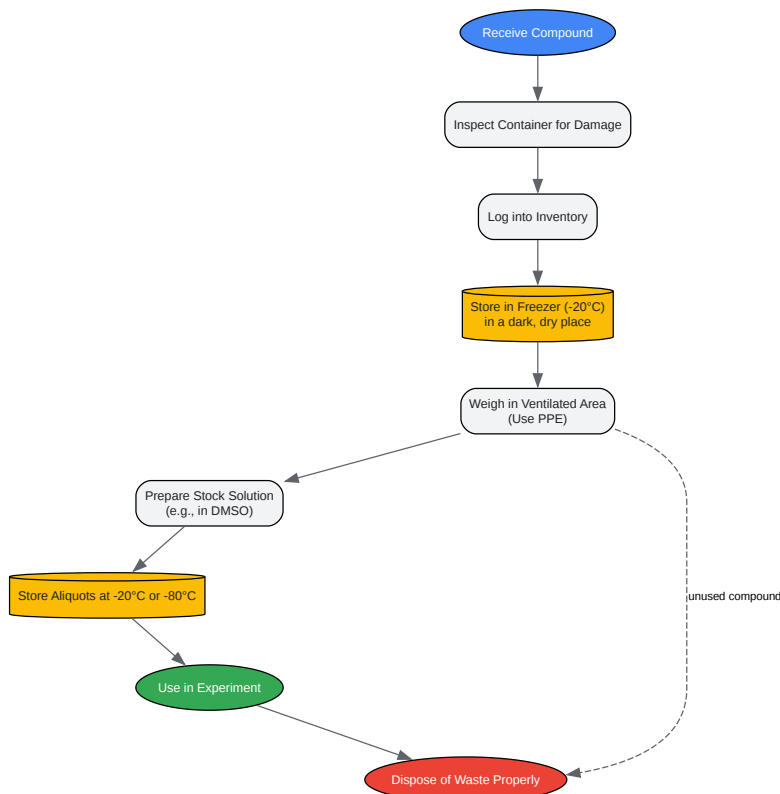 Receive Compound
Inspect Container for Damage
Log into Inventory
Store in Freezer (-20°C)
in a dark, dry place
Weigh in Ventilated Area
(Use PPE)
Prepare Stock Solution
(e.g., in DMSO)
Store Aliquots at -20°C or -80°C
unused compound
Use in Experiment
Dispose of Waste Properly